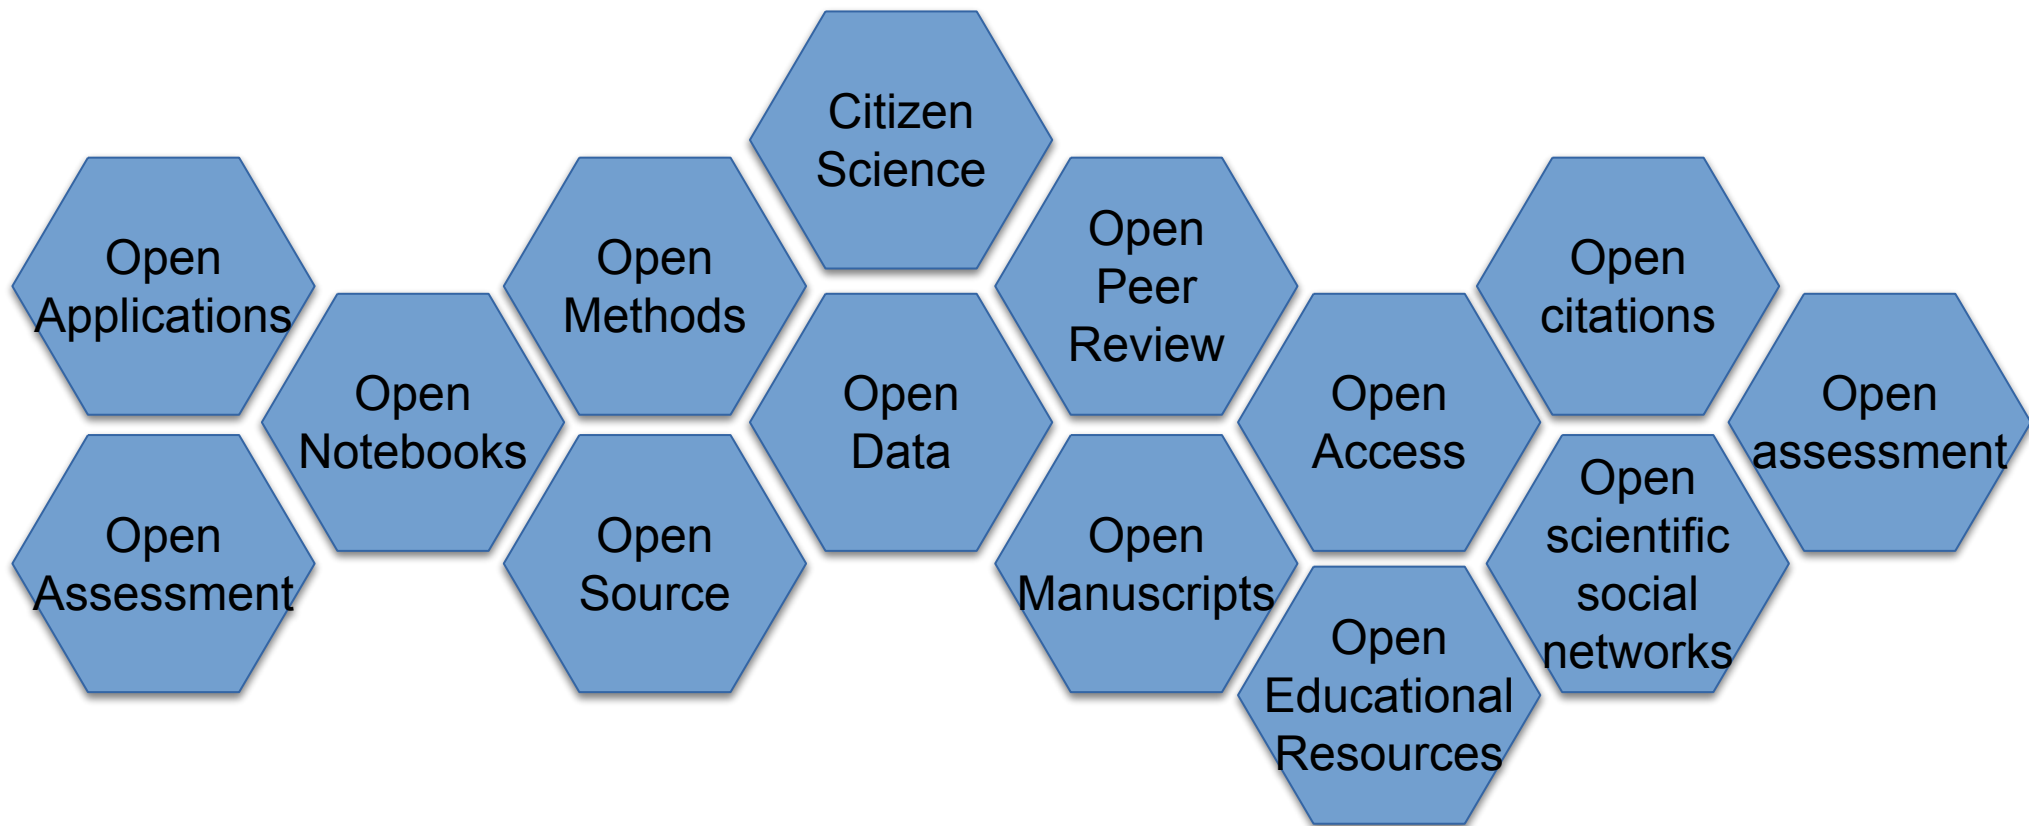 Citizen
Science
Open
Applications
Open
Methods
Open
Peer
Review
Open
citations
Open
Notebooks
Open
Data
Open
Access
Open
assessment
Open
Assessment
Open
Source
Open
Manuscripts
Open
scientific
social
networks
Open
Educational
Resources